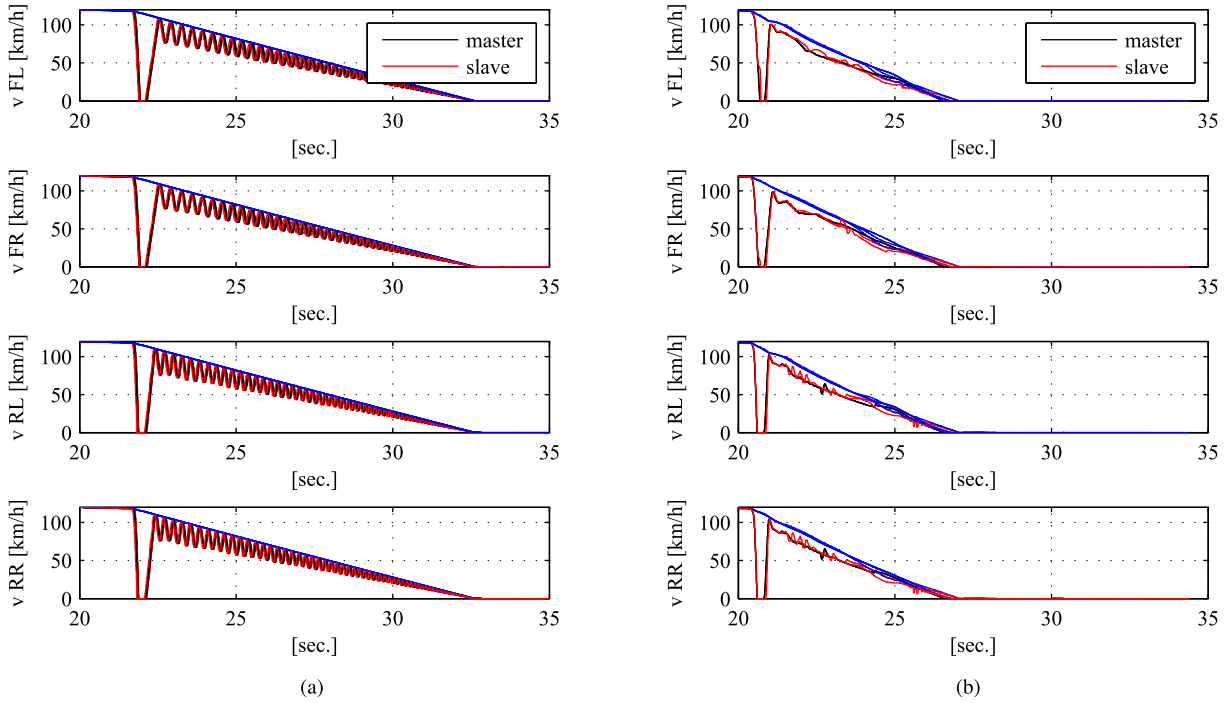 v FL [km/h]
100
50
0
master
slave
20 25 30 35
[sec.]
v FR [km/h]
100
50
0
20 25 30 35
[sec.]
v RL [km/h]
100
50
0
20 25 30 35
[sec.]
v RR [km/h]
100
50
0
20 25 30 35
[sec.]
(a)
v FL [km/h]
100
50
0
master
slave
20 25 30 35
[sec.]
v FR [km/h]
100
50
0
20 25 30 35
[sec.]
v RL [km/h]
100
50
0
20 25 30 35
[sec.]
v RR [km/h]
100
50
0
20 25 30 35
[sec.]
(b)